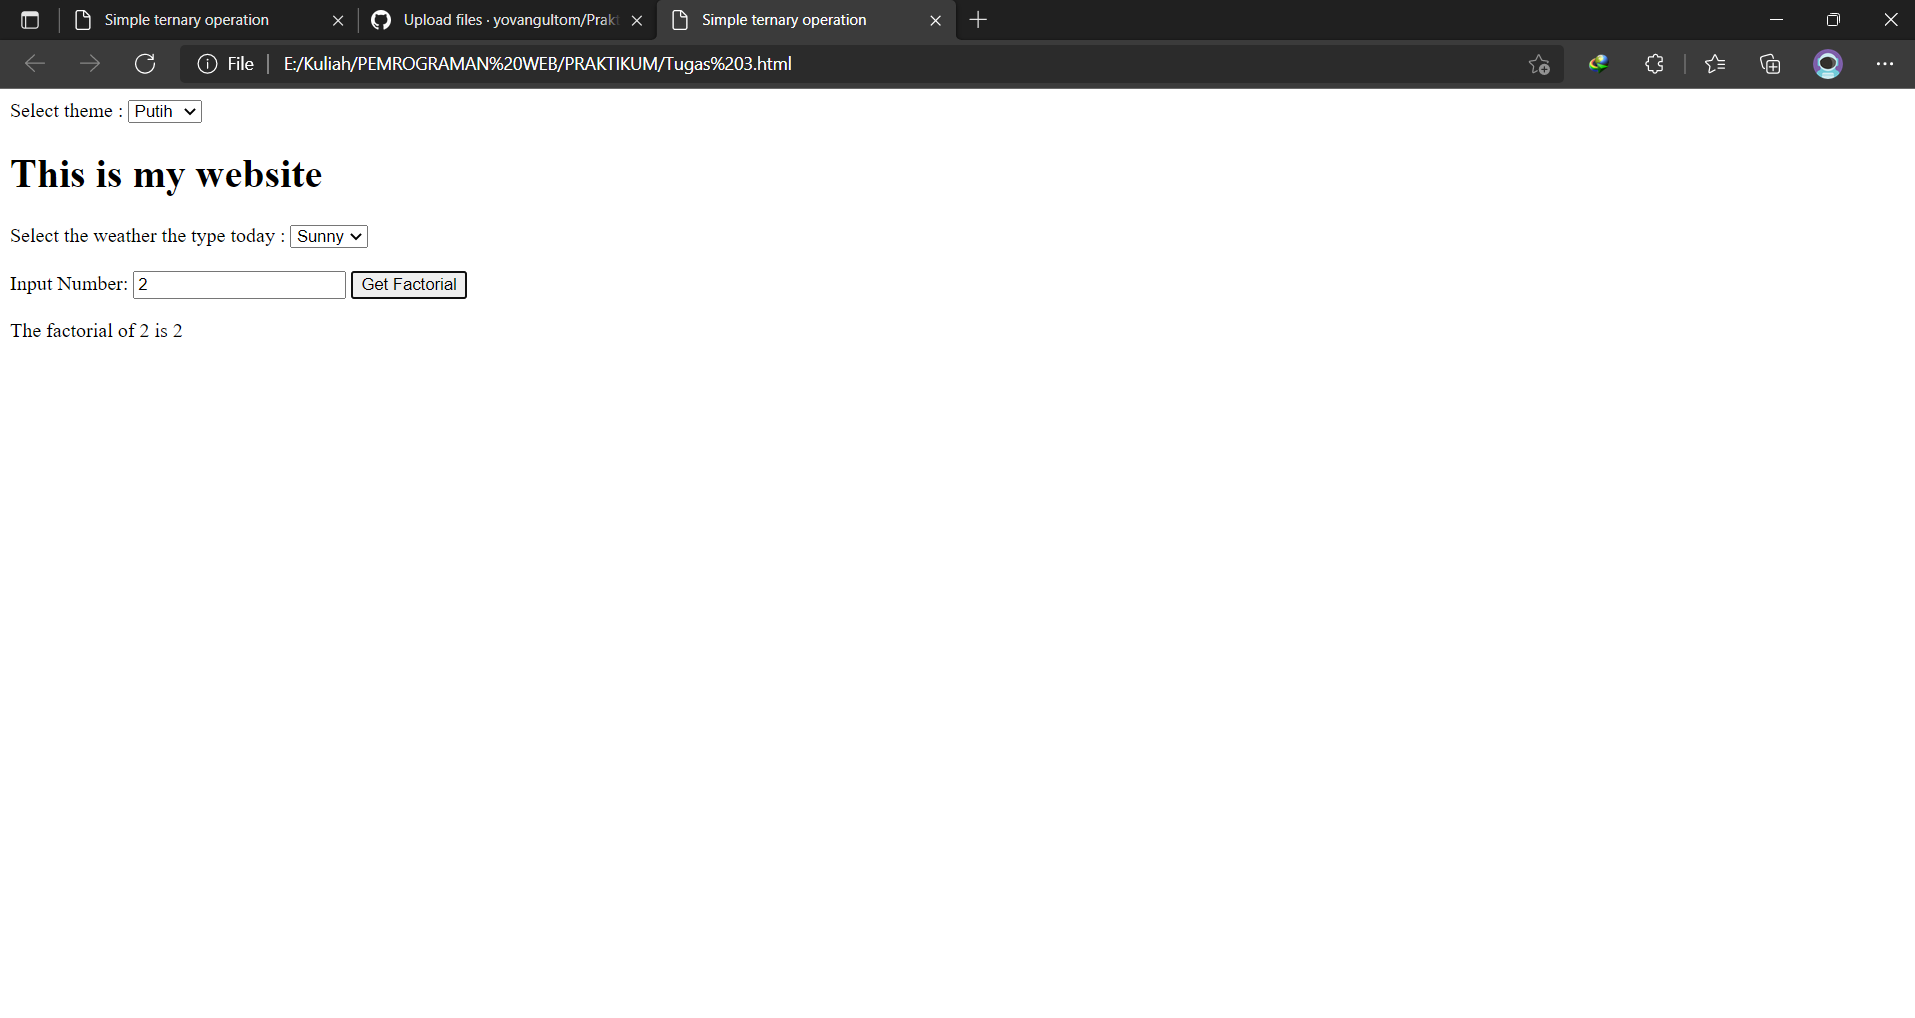 Simple ternary operation
Upload files · yovangultom/Prakt
Simple ternary operation
File
E:/Kuliah/PEMROGRAMAN%20WEB/PRAKTIKUM/Tugas%203.html
Select theme : Putih
This is my website
Select the weather the type today : Sunny
Input Number: 2 Get Factorial
The factorial of 2 is 2